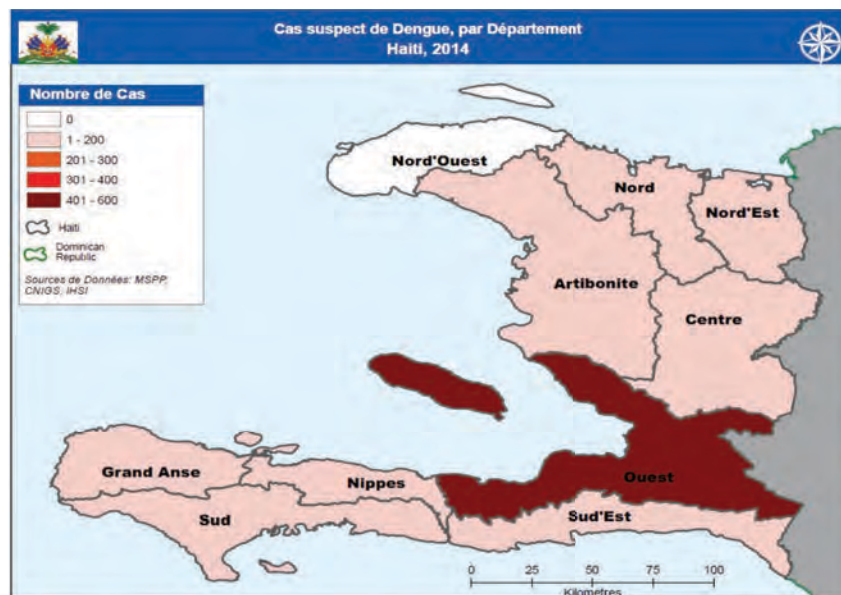 Cas suspect de Dengue, par Département
Haiti, 2014
Nombre de Cas
0
1 - 200
201 - 300
301 - 400
401 - 600
Haiti
Dominican
Republic
Sources de Données: MSPP,
CNIGS, IHSI
Nord'Ouest
Nord
Nord'Est
Artibonite
Centre
Grand Anse
Nippes
Ouest
Sud
Sud'Est
0 25 50 75 100
Kilometres